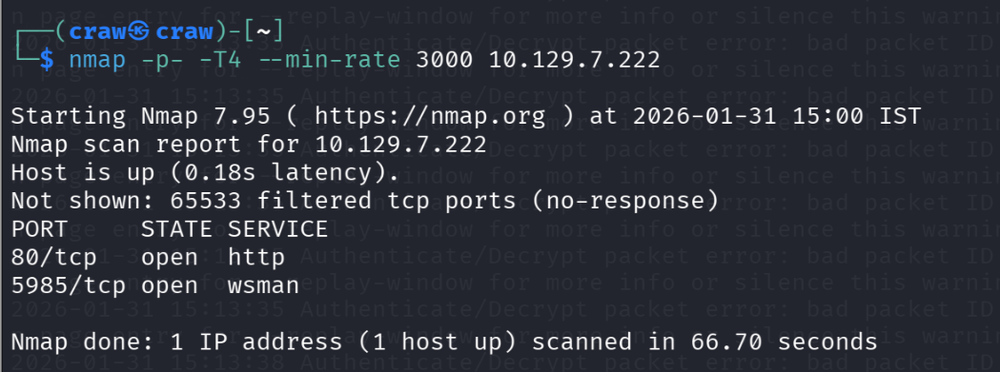 ┌──(craw㉿craw)-[~]
└─$ nmap -p- -T4 --min-rate 3000 10.129.7.222
Starting Nmap 7.95 ( https://nmap.org ) at 2026-01-31 15:00 IST
Nmap scan report for 10.129.7.222
Host is up (0.18s latency).
Not shown: 65533 filtered tcp ports (no-response)
PORT     STATE SERVICE
80/tcp   open  http
5985/tcp open  wsman
Nmap done: 1 IP address (1 host up) scanned in 66.70 seconds